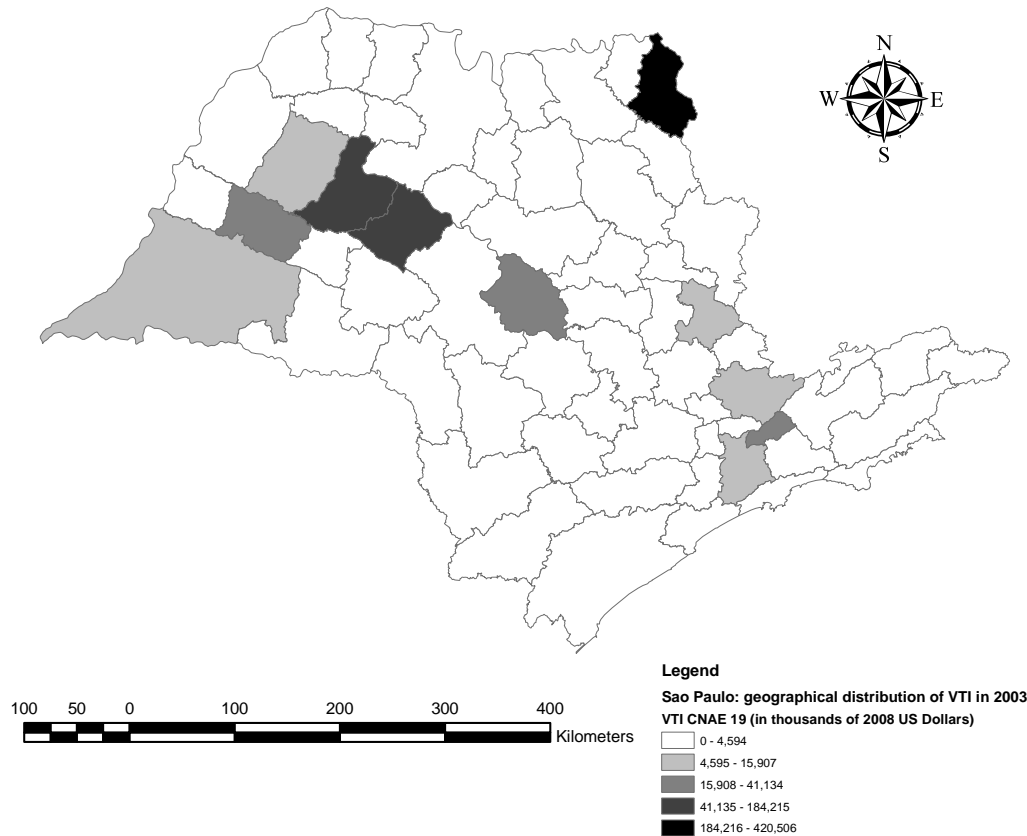 N
W E
S
Legend
Sao Paulo: geographical distribution of VTI in 2003
VTI CNAE 19 (in thousands of 2008 US Dollars)
0 - 4,594
4,595 - 15,907
15,908 - 41,134
41,135 - 184,215
184,216 - 420,506
100 50 0 100 200 300 400
Kilometers